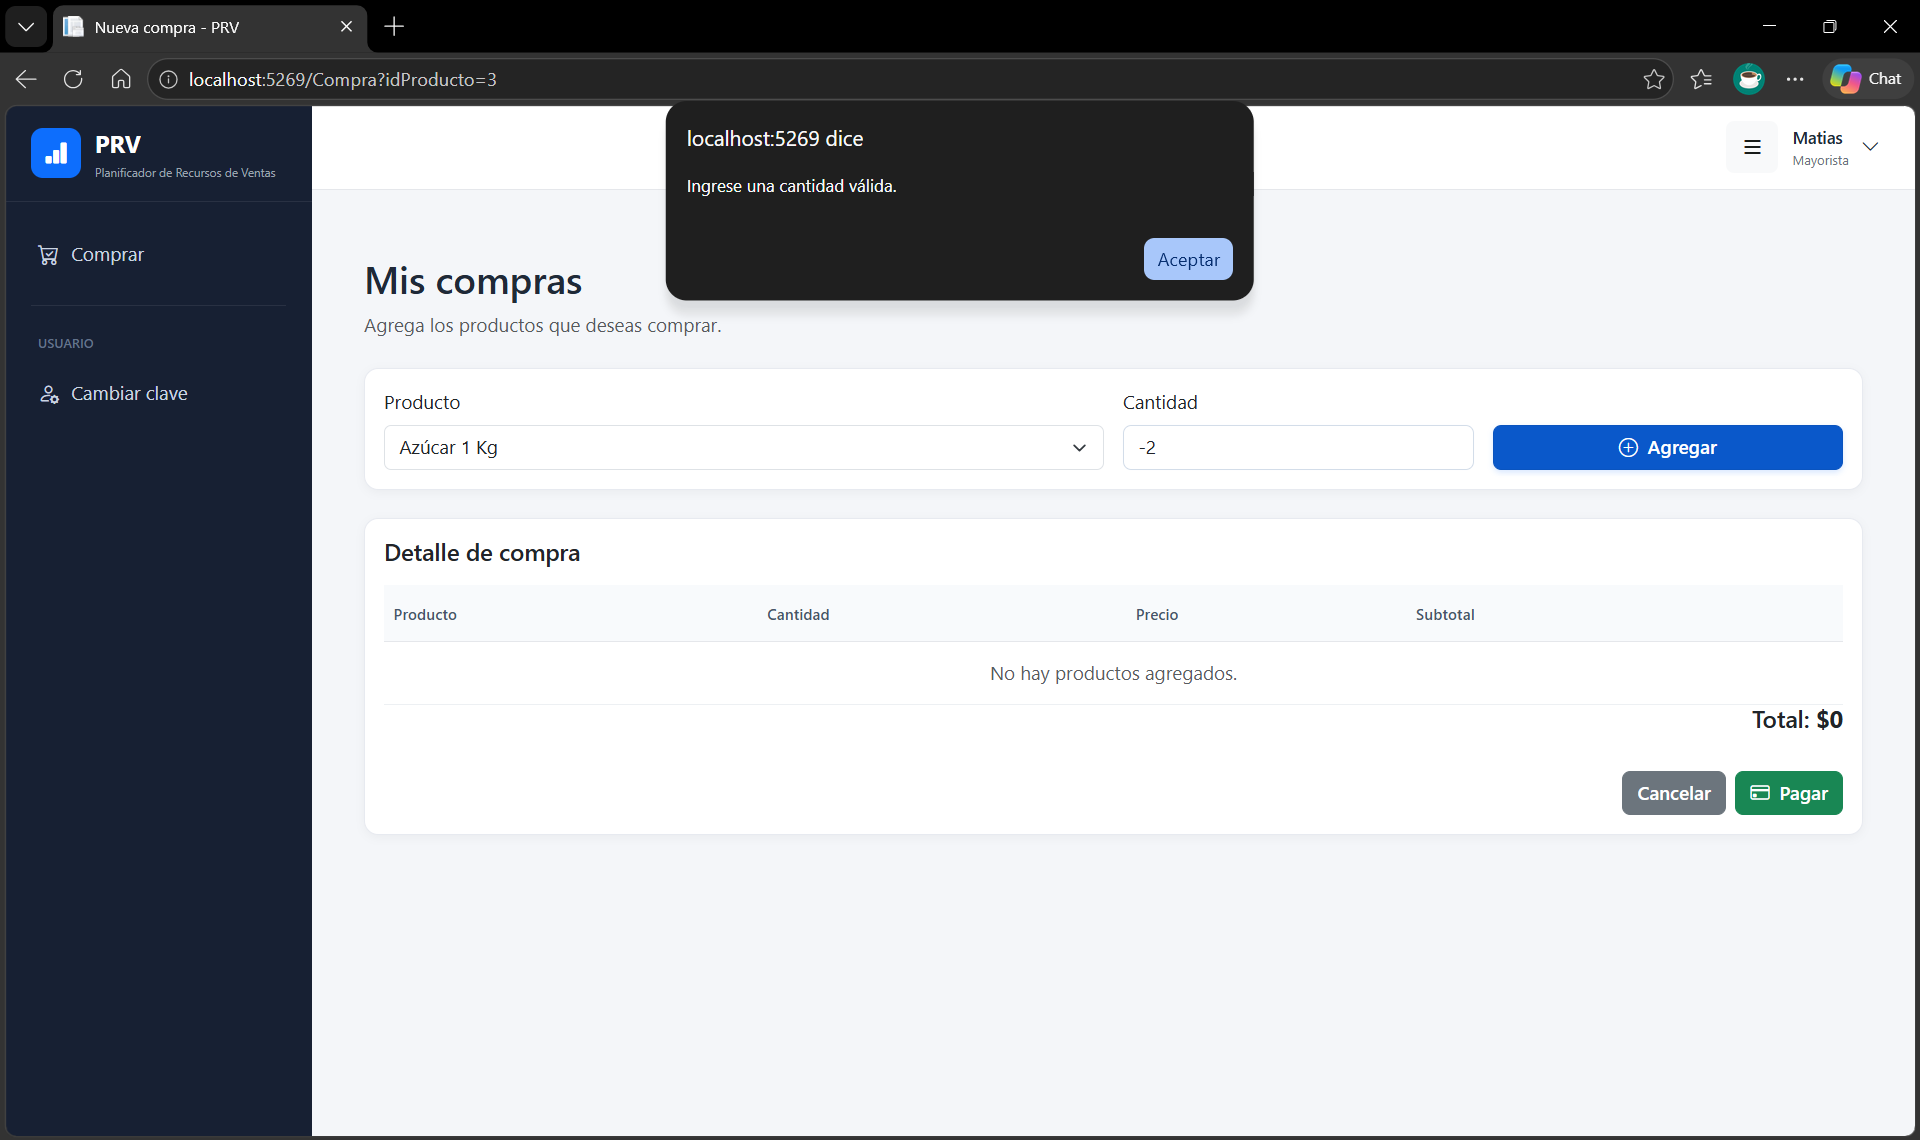 Nueva compra - PRV
localhost:5269/Compra?idProducto=3
Chat
PRV
Planificador de Recursos de Ventas
Comprar
USUARIO
Cambiar clave
localhost:5269 dice
Ingrese una cantidad válida.
Aceptar
Matias
Mayorista
Mis compras
Agrega los productos que deseas comprar.
Producto
Cantidad
Azúcar 1 Kg
-2
Agregar
Detalle de compra
Producto Cantidad Precio Subtotal
No hay productos agregados.
Total: $0
Cancelar
Pagar